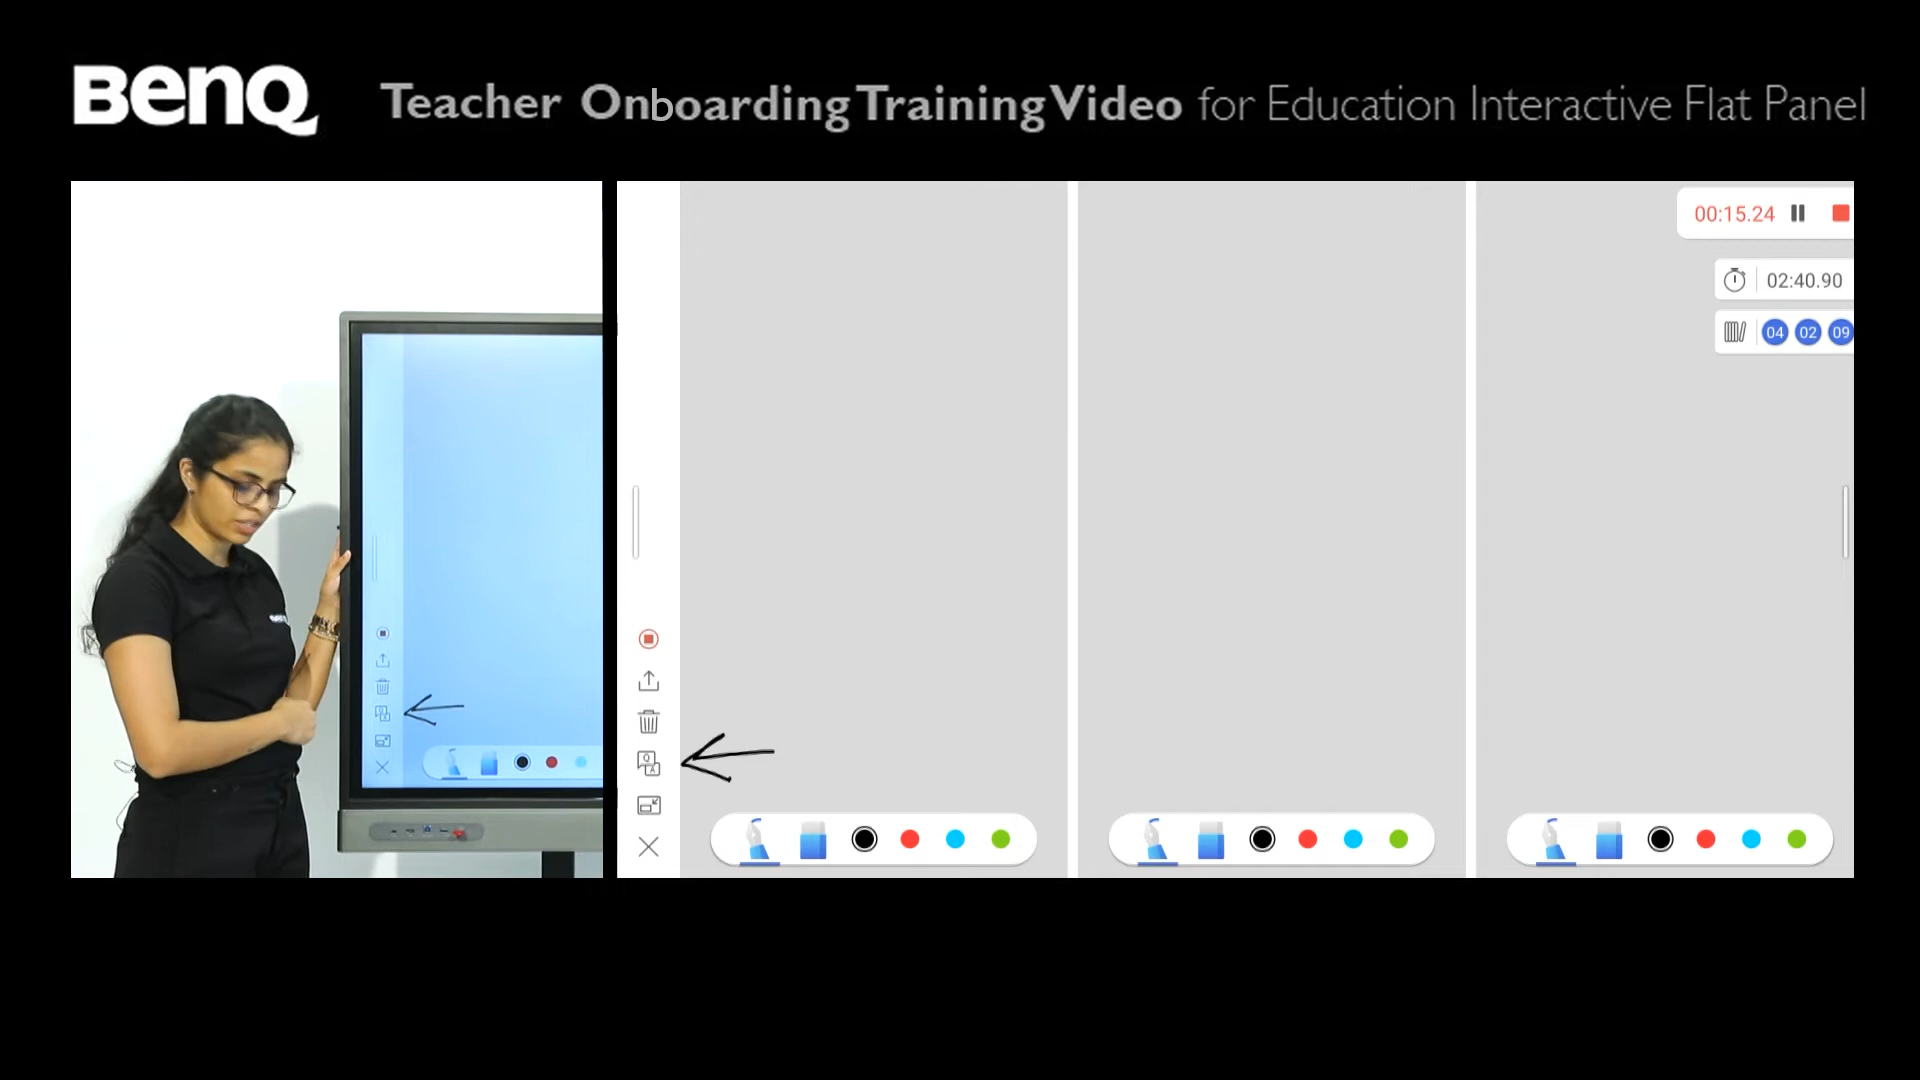 BenQ Teacher Onboarding Training Video for Education Interactive Flat Panel
00:15.24
02:40.90
04 02 09
Q
A